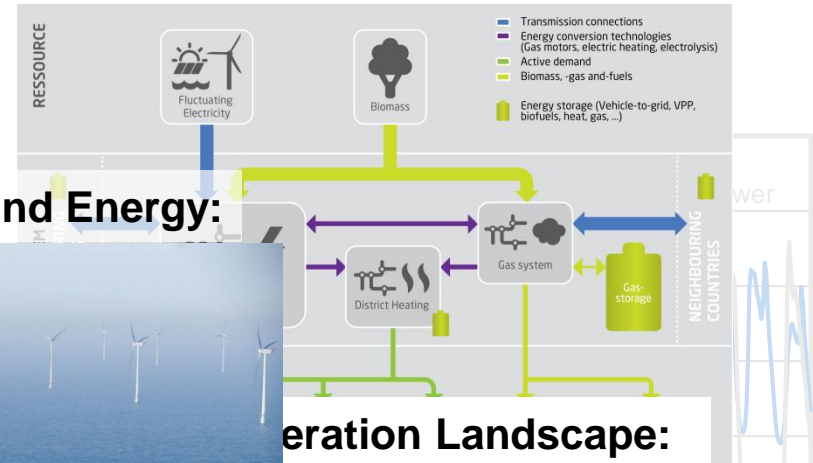 RESSOURCE
Fluctuating
Electricity
Biomass
Transmission connections
Energy conversion technologies
(Gas motors, electric heating, electrolysis)
Active demand
Biomass, -gas and-fuels
Energy storage (Vehicle-to-grid, VPP,
biofuels, heat, gas, ...)
nd Energy:
wer
EM
District Heating
Gas system
Gas-
storage
NEIGHBOURING
COUNTRIES
eration Landscape: